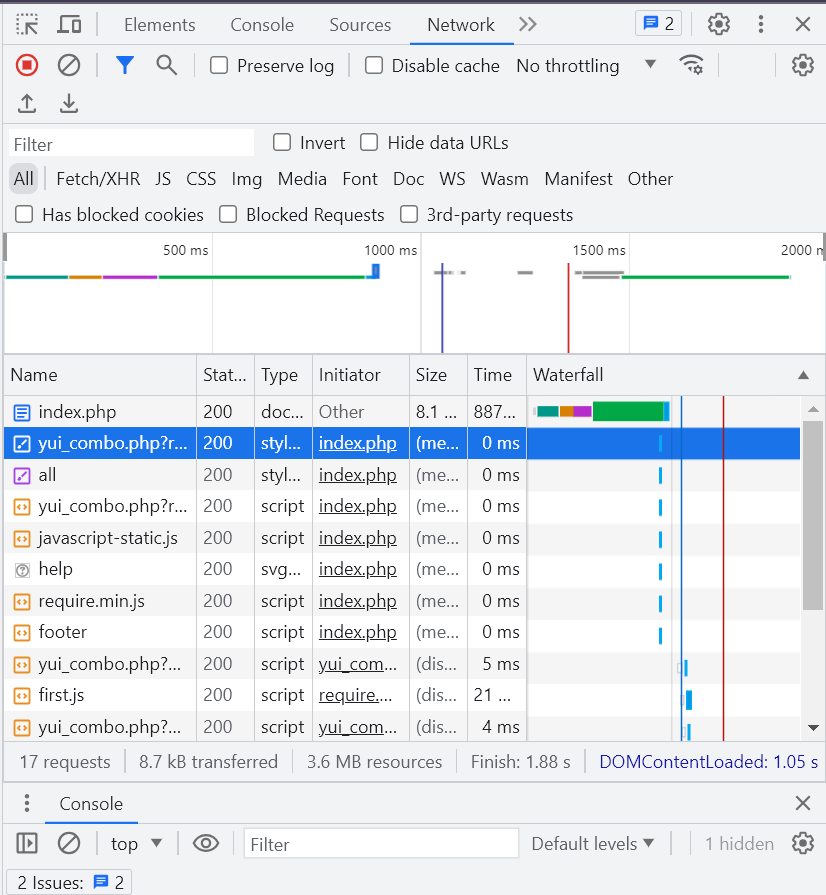 Elements Console Sources Network 2
Preserve log Disable cache No throttling
Filter Invert Hide data URLs
All Fetch/XHR JS CSS Img Media Font Doc WS Wasm Manifest Other
Has blocked cookies Blocked Requests 3rd-party requests
500 ms 1000 ms 1500 ms 2000 m
Name Stat... Type Initiator Size Time Waterfall
index.php 200 doc... Other 8.1 ... 887...
yui_combo.php?r... 200 styl... index.php (me... 0 ms
all 200 styl... index.php (me... 0 ms
yui_combo.php?r... 200 script index.php (me... 0 ms
javascript-static.js 200 script index.php (me... 0 ms
help 200 svg... index.php (me... 0 ms
require.min.js 200 script index.php (me... 0 ms
footer 200 script index.php (me... 0 ms
yui_combo.php?... 200 script yui_com... (dis... 5 ms
first.js 200 script require.... (dis... 21 ...
yui_combo.php?... 200 script yui_com... (dis... 4 ms
17 requests 8.7 kB transferred 3.6 MB resources Finish: 1.88 s DOMContentLoaded: 1.05 s
Console
top Filter Default levels 1 hidden
2 Issues: 2